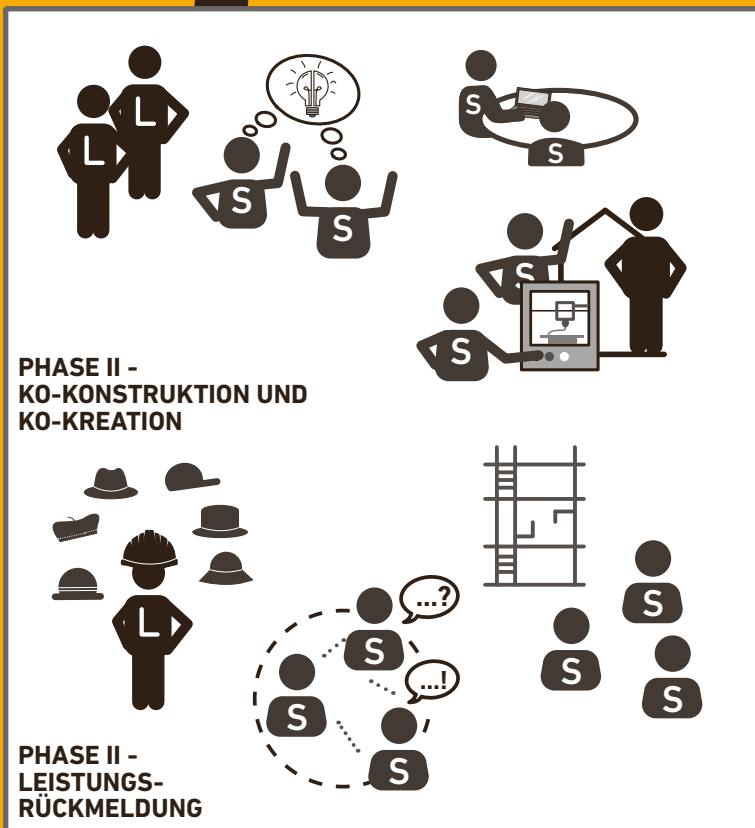 L
L
S
S
S
S
S
S
PHASE II -
KO-KONSTRUKTION UND
KO-KREATION
L
...?
S
S
...!
S
S
S
S
PHASE II -
LEISTUNGS-
RÜCKMELDUNG